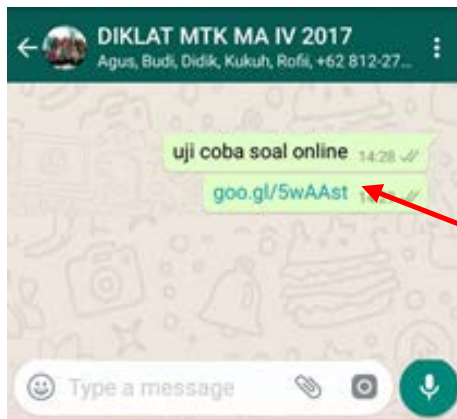 DIKLAT MTK MA IV 2017
Agus, Budi, Didik, Kukuh, Rofii, +62 812-27...
uji coba soal online 14:28
goo.gl/5wAAst
Type a message